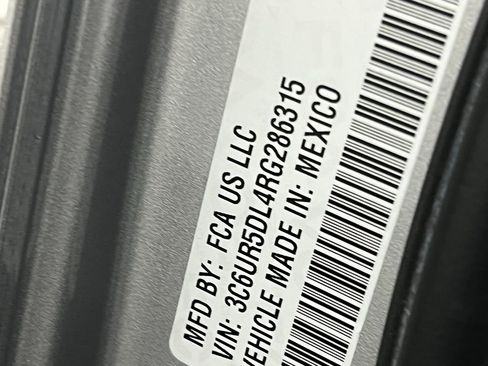 MFD BY: FCA US LLC
VIN: 3C6UR5DL4RG286315
VEHICLE MADE IN: MEXICO